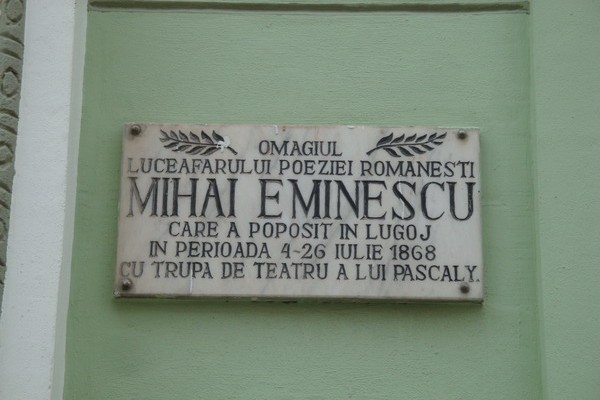 OMAGIUL
LUCEAFARULUI POEZIEI ROMANESTI
MIHAI EMINESCU
CARE A POPOSIT IN LUGOJ
IN PERIOADA 4-26 IULIE 1868
CU TRUPA DE TEATRU A LUI PASCALY.